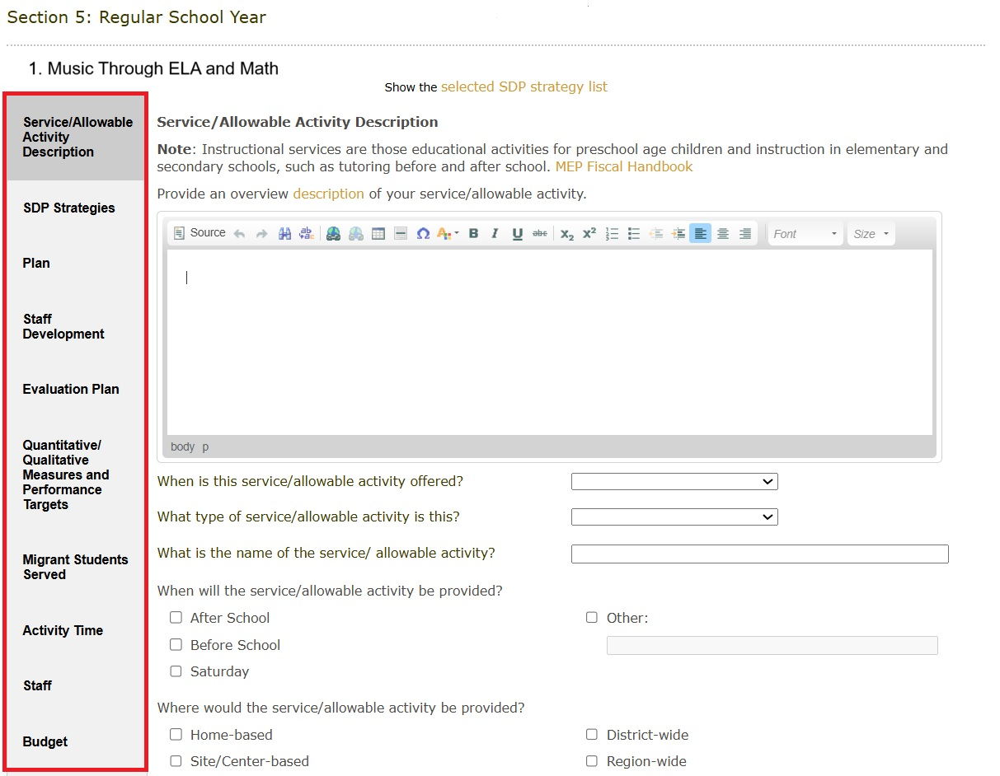 Section 5: Regular School Year
1. Music Through ELA and Math
Show the selected SDP strategy list
Service/Allowable
Activity
Description
SDP Strategies
Plan
Staff
Development
Evaluation Plan
Quantitative/
Qualitative
Measures and
Performance
Targets
Migrant Students
Served
Activity Time
Staff
Budget
Service/Allowable Activity Description
Note: Instructional services are those educational activities for preschool age children and instruction in elementary and
secondary schools, such as tutoring before and after school. MEP Fiscal Handbook
Provide an overview description of your service/allowable activity.
Source B I U abc X₂ X² Font Size
body p
When is this service/allowable activity offered?
What type of service/allowable activity is this?
What is the name of the service/ allowable activity?
When will the service/allowable activity be provided?
After School Other:
Before School
Saturday
Where would the service/allowable activity be provided?
Home-based District-wide
Site/Center-based Region-wide